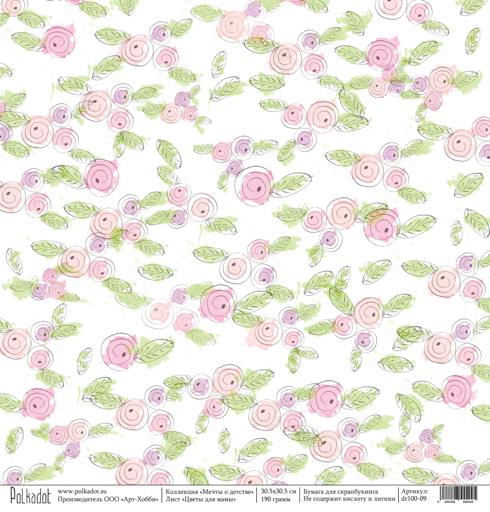 Polkadot
www.polkadot.su
Производитель ООО «Арт-Хобби»
Коллекция «Мечты о детстве»
Лист «Цветы для мамы»
30.5x30.5 см
190 грамм
Бумага для скрапбукинга
Не содержит кислоту и лигнин
Артикул:
dr100-09